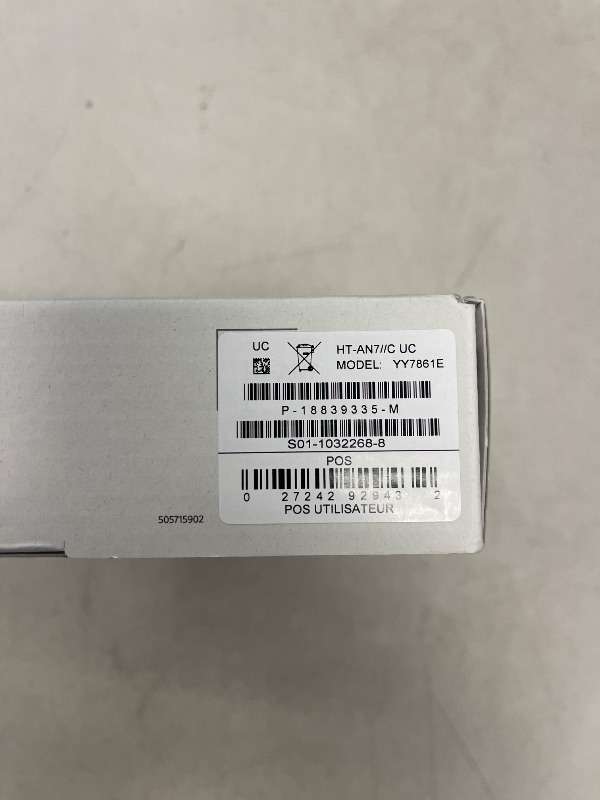 UC
HT-AN7//C UC
MODEL: YY7861E
P-18839335-M
S01-1032268-8
POS
0 27242 92943 2
POS UTILISATEUR
505715902